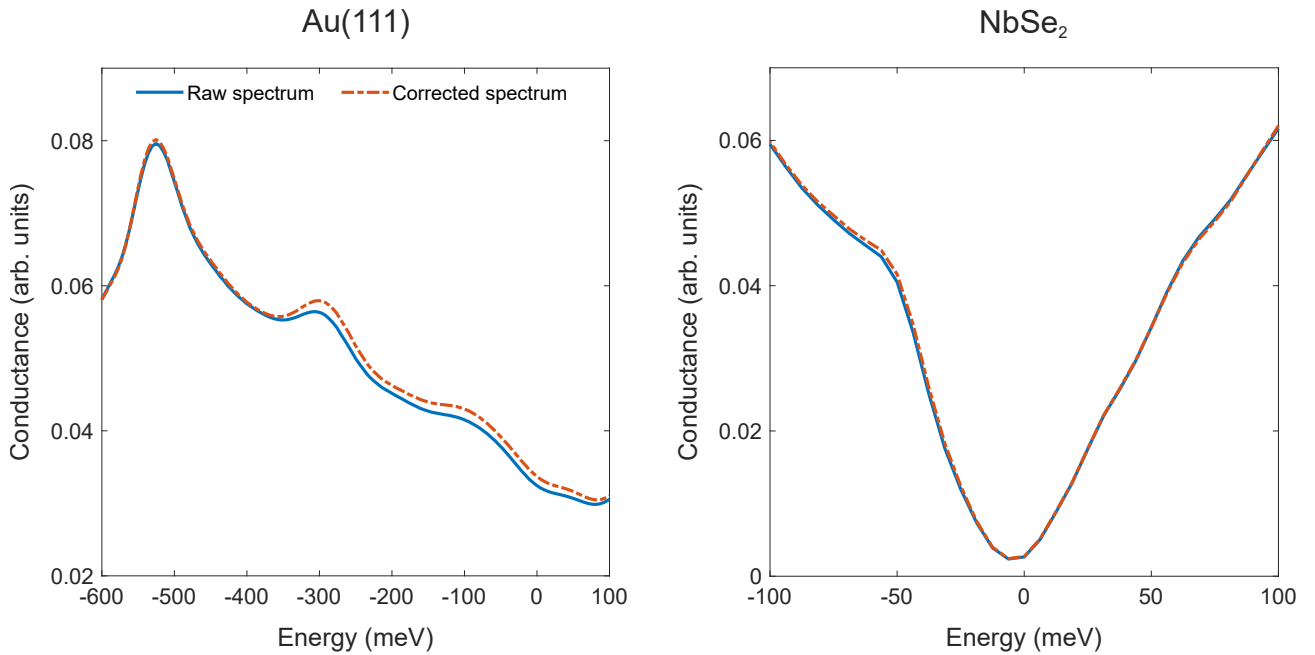 Au(111)
Raw spectrum
Corrected spectrum
0.08
0.06
0.04
0.02
Conductance (arb. units)
-600
-500
-400
-300
-200
-100
0
100
Energy (meV)
NbSe₂
0.06
0.04
0.02
0
Conductance (arb. units)
-100
-50
0
50
100
Energy (meV)